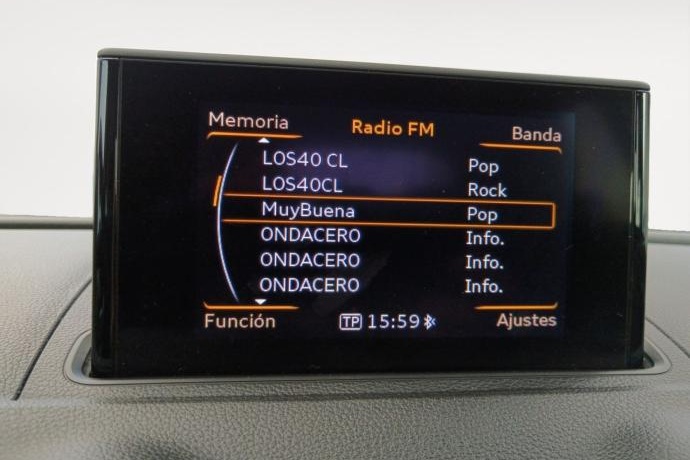 Memoria Radio FM Banda
LOS40 CL Pop
LOS40CL Rock
MuyBuena Pop
ONDACERO Info.
ONDACERO Info.
ONDACERO Info.
Función TP 15:59 Ajustes